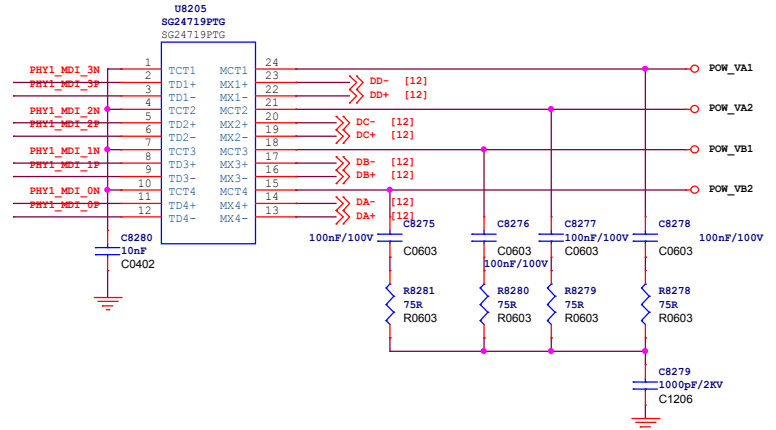 U8205
SG24719PTG
SG24719PTG
1 TCT1 MCT1 24 POW_VA1
PHY1_MDI_3N 2 TD1+ MX1+ 23 DD- [12]
PHY1_MDI_3P 3 TD1- MX1- 22 DD+ [12]
4 TCT2 MCT2 21 POW_VA2
PHY1_MDI_2N 5 TD2+ MX2+ 20 DC- [12]
PHY1_MDI_2P 6 TD2- MX2- 19 DC+ [12]
7 TCT3 MCT3 18 POW_VB1
PHY1_MDI_1N 8 TD3+ MX3+ 17 DB- [12]
PHY1_MDI_1P 9 TD3- MX3- 16 DB+ [12]
10 TCT4 MCT4 15 POW_VB2
PHY1_MDI_0N 11 TD4+ MX4+ 14 DA- [12]
PHY1_MDI_0P 12 TD4- MX4- 13 DA+ [12]
C8280
10nF
C0402
C8275 C8276 C8277 C8278
100nF/100V 100nF/100V 100nF/100V
C0603 C0603 C0603 C0603
100nF/100V
R8281 R8280 R8279 R8278
75R 75R 75R 75R
R0603 R0603 R0603 R0603
C8279
1000pF/2KV
C1206